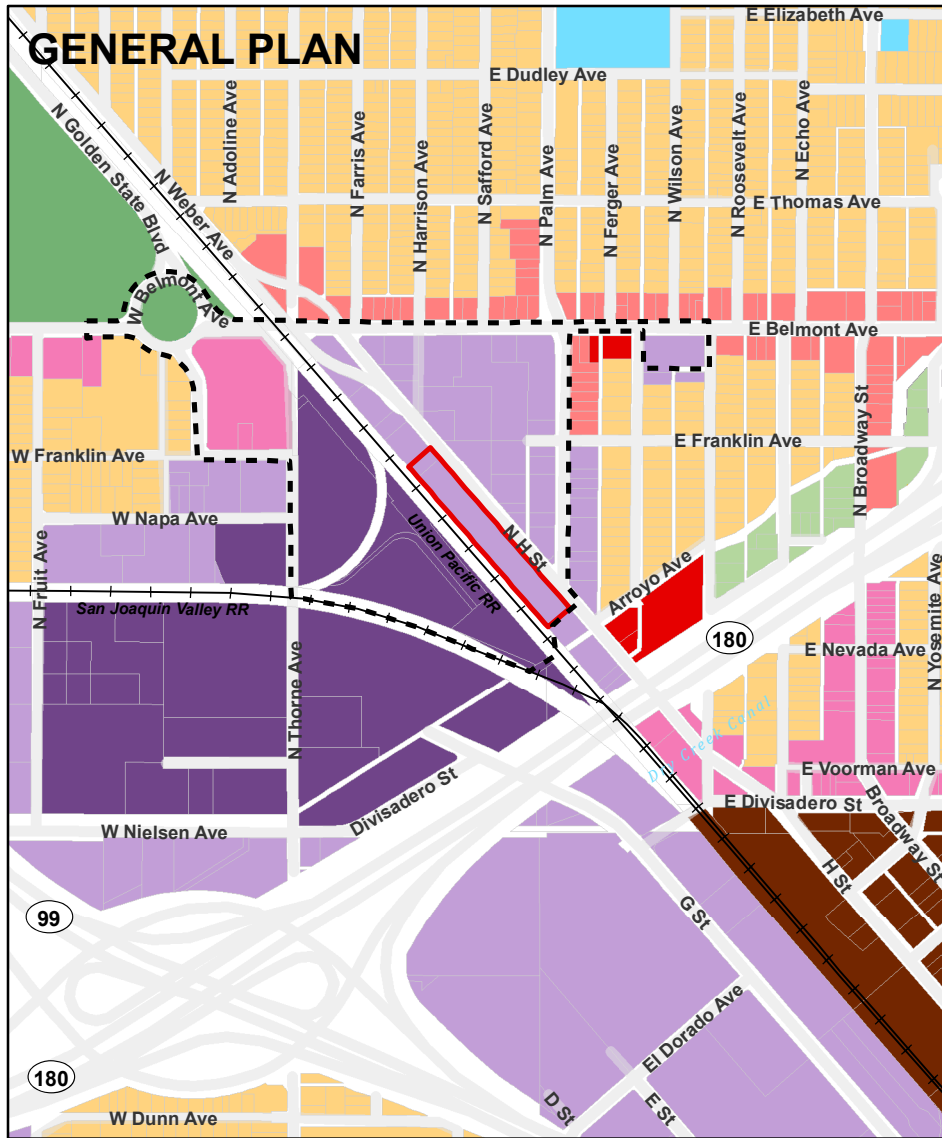 E Elizabeth Ave
GENERAL PLAN
E Dudley Ave
N Golden State Blvd
N Weber Ave
N Adoline Ave
N Farris Ave
N Harrison Ave
N Safford Ave
N Palm Ave
N Ferger Ave
N Wilson Ave
N Roosevelt Ave
N Echo Ave
E Thomas Ave
W Belmont Ave
E Belmont Ave
W Franklin Ave
E Franklin Ave
N Broadway St
W Napa Ave
N H St
Union Pacific RR
N Fruit Ave
San Joaquin Valley RR
Arroyo Ave
180
E Nevada Ave
N Yosemite Ave
N Thorne Ave
Dry Creek Canal
E Voorman Ave
E Divisadero St
Divisadero St
W Nielsen Ave
Broadway St
H St
99
G St
El Dorado Ave
180
D St
E St
W Dunn Ave